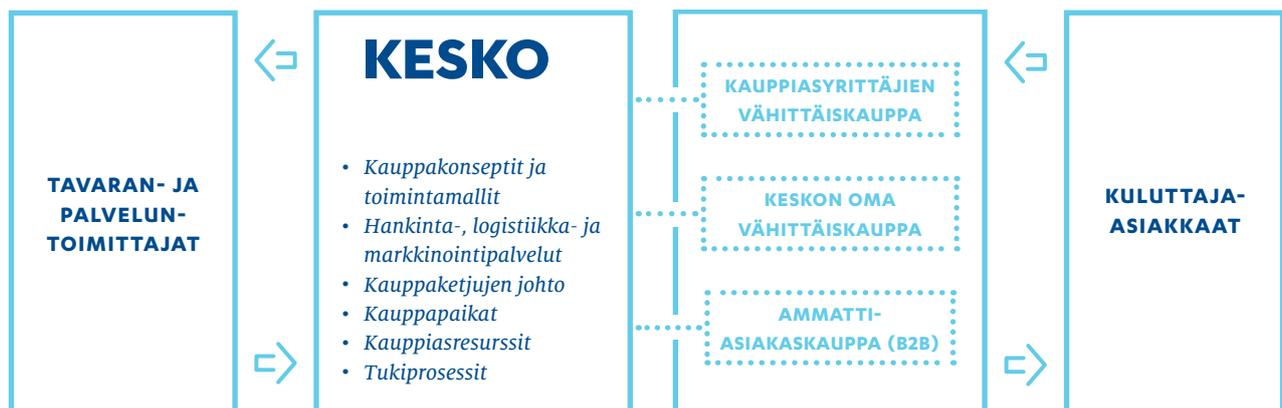 TAVARAN- JA
PALVELUN-
TOIMITTAJAT
KESKO
• Kauppakonseptit ja
toimintamallit
• Hankinta-, logistiikka- ja
markkinointipalvelut
• Kauppaketjujen johto
• Kauppapaikat
• Kauppiasresurssit
• Tukiprosessit
KAUPPIASYRITTÄJIEN
VÄHITTÄISKAUPPA
KESKON OMA
VÄHITTÄISKAUPPA
AMMATTI-
ASIAKASKAUPPA (B2B)
KULUTTAJA-
ASIAKKAAT